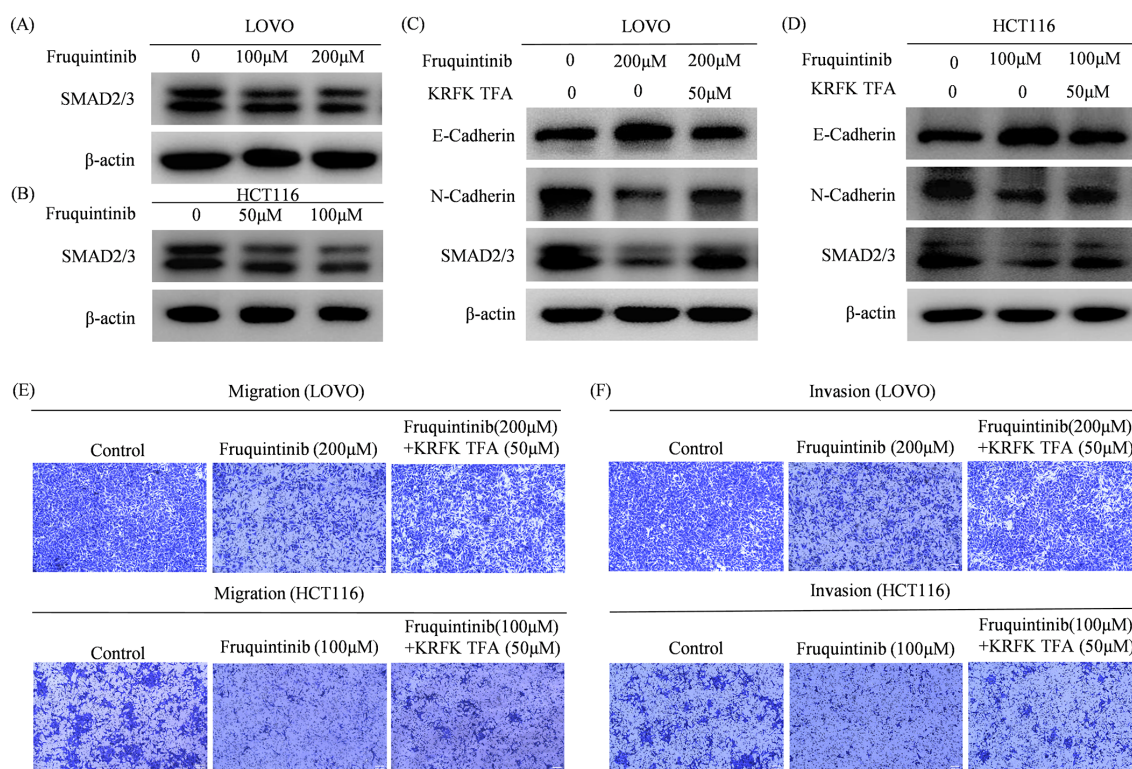 (A)
LOVO
Fruquintinib 0 100μM 200μM
SMAD2/3
β-actin
(B)
HCT116
Fruquintinib 0 50μM 100μM
SMAD2/3
β-actin
(C)
LOVO
Fruquintinib 0 200μM 200μM
KRFK TFA 0 0 50μM
E-Cadherin
N-Cadherin
SMAD2/3
β-actin
(D)
HCT116
Fruquintinib 0 100μM 100μM
KRFK TFA 0 0 50μM
E-Cadherin
N-Cadherin
SMAD2/3
β-actin
(E)
Migration (LOVO)
Control
Fruquintinib (200μM)
Fruquintinib(200μM)
+KRFK TFA (50μM)
Migration (HCT116)
Control
Fruquintinib (100μM)
Fruquintinib(100μM)
+KRFK TFA (50μM)
(F)
Invasion (LOVO)
Control
Fruquintinib (200μM)
Fruquintinib(200μM)
+KRFK TFA (50μM)
Invasion (HCT116)
Control
Fruquintinib (100μM)
Fruquintinib(100μM)
+KRFK TFA (50μM)